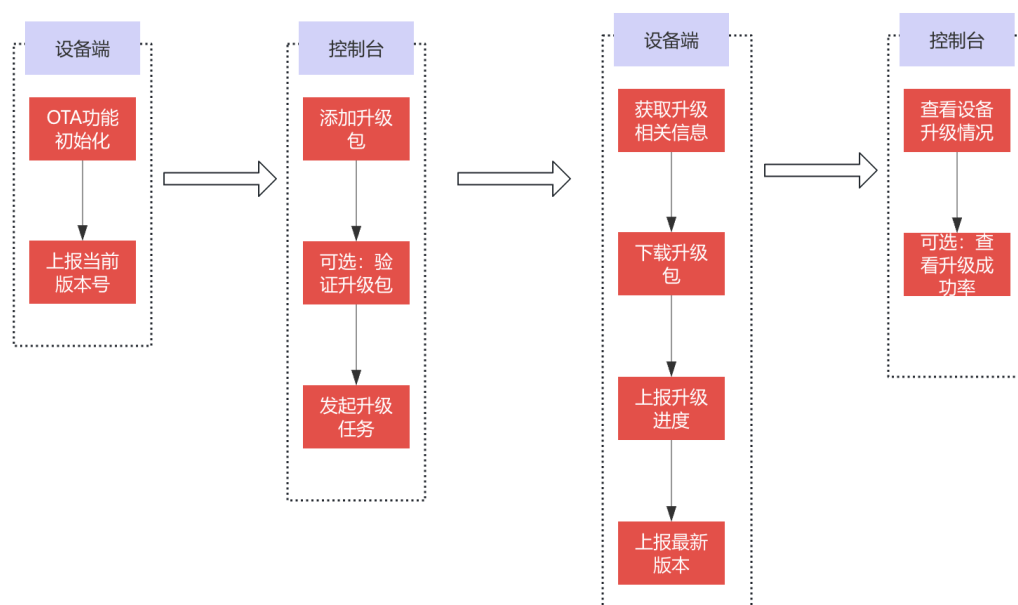 设备端
OTA功能
初始化
上报当前
版本号
控制台
添加升级
包
可选：验
证升级包
发起升级
任务
设备端
获取升级
相关信息
下载升级
包
上报升级
进度
上报最新
版本
控制台
查看设备
升级情况
可选：查
看升级成
功率